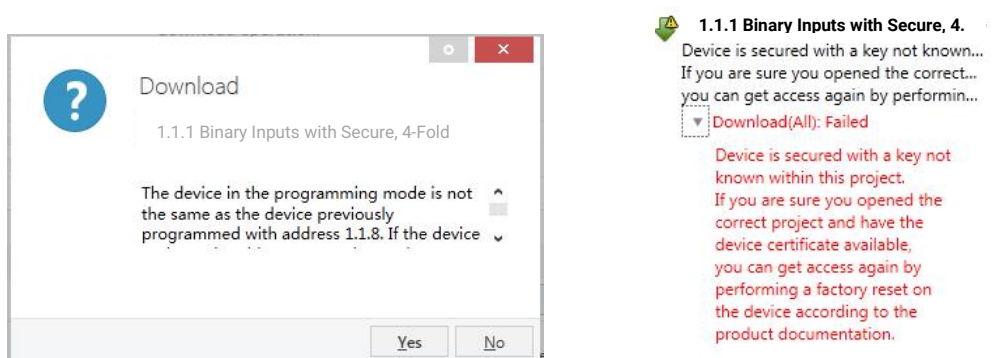 Download
1.1.1 Binary Inputs with Secure, 4-Fold
The device in the programming mode is not
the same as the device previously
programmed with address 1.1.8. If the device
Yes
No
1.1.1 Binary Inputs with Secure, 4.
Device is secured with a key not known...
If you are sure you opened the correct...
you can get access again by performin...
Download(All): Failed
Device is secured with a key not
known within this project.
If you are sure you opened the
correct project and have the
device certificate available,
you can get access again by
performing a factory reset on
the device according to the
product documentation.